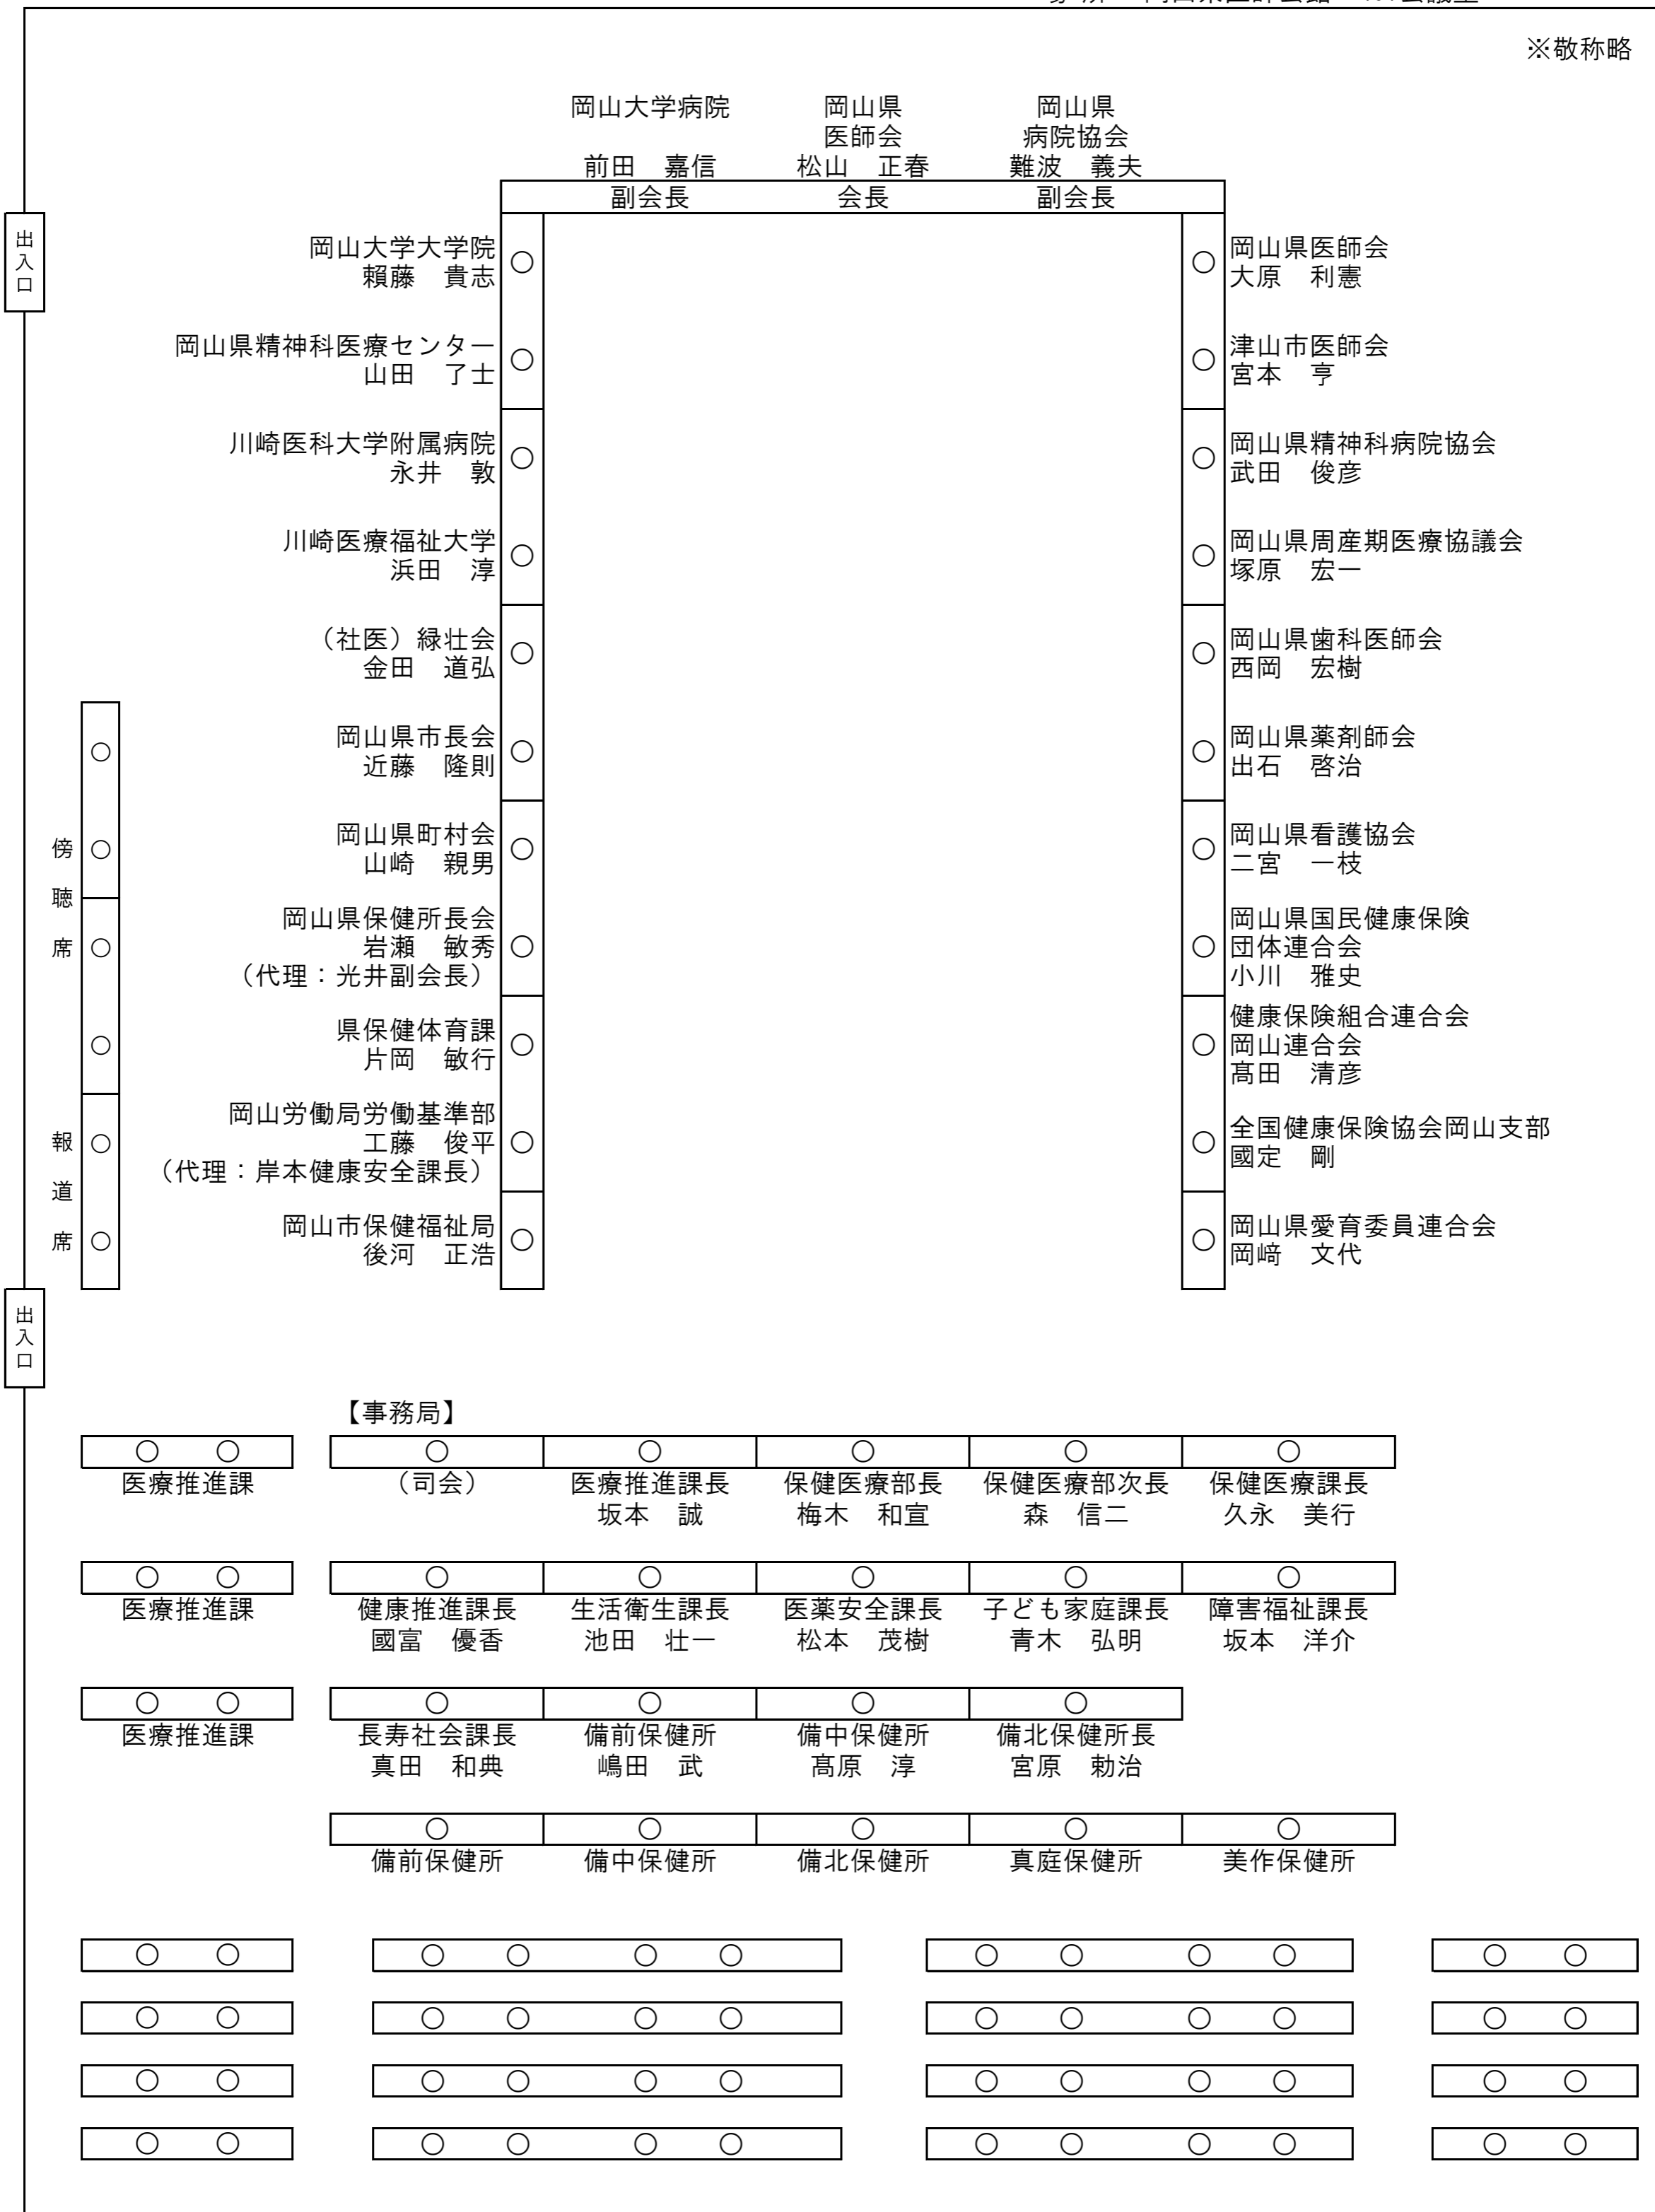 ※敬称略
岡山大学病院
前田　嘉信
副会長
岡山県
医師会
松山　正春
会長
岡山県
病院協会
難波　義夫
副会長
出入口
岡山大学大学院
頼藤　貴志
岡山県精神科医療センター
山田　了士
川崎医科大学附属病院
永井　敦
川崎医療福祉大学
浜田　淳
（社医）緑壮会
金田　道弘
岡山県市長会
近藤　隆則
岡山県町村会
山崎　親男
岡山県保健所長会
岩瀬　敏秀
（代理：光井副会長）
県保健体育課
片岡　敏行
岡山労働局労働基準部
工藤　俊平
（代理：岸本健康安全課長）
岡山市保健福祉局
後河　正浩
岡山県医師会
大原　利憲
津山市医師会
宮本　亨
岡山県精神科病院協会
武田　俊彦
岡山県周産期医療協議会
塚原　宏一
岡山県歯科医師会
西岡　宏樹
岡山県薬剤師会
出石　啓治
岡山県看護協会
二宮　一枝
岡山県国民健康保険
団体連合会
小川　雅史
健康保険組合連合会
岡山連合会
髙田　清彦
全国健康保険協会岡山支部
國定　剛
岡山県愛育委員連合会
岡﨑　文代
傍聴席
報道席
出入口
【事務局】
医療推進課
（司会）
医療推進課長
坂本　誠
保健医療部長
梅木　和宣
保健医療部次長
森　信二
保健医療課長
久永　美行
医療推進課
健康推進課長
國富　優香
生活衛生課長
池田　壮一
医薬安全課長
松本　茂樹
子ども家庭課長
青木　弘明
障害福祉課長
坂本　洋介
医療推進課
長寿社会課長
真田　和典
備前保健所
嶋田　武
備中保健所
髙原　淳
備北保健所長
宮原　勅治
備前保健所
備中保健所
備北保健所
真庭保健所
美作保健所